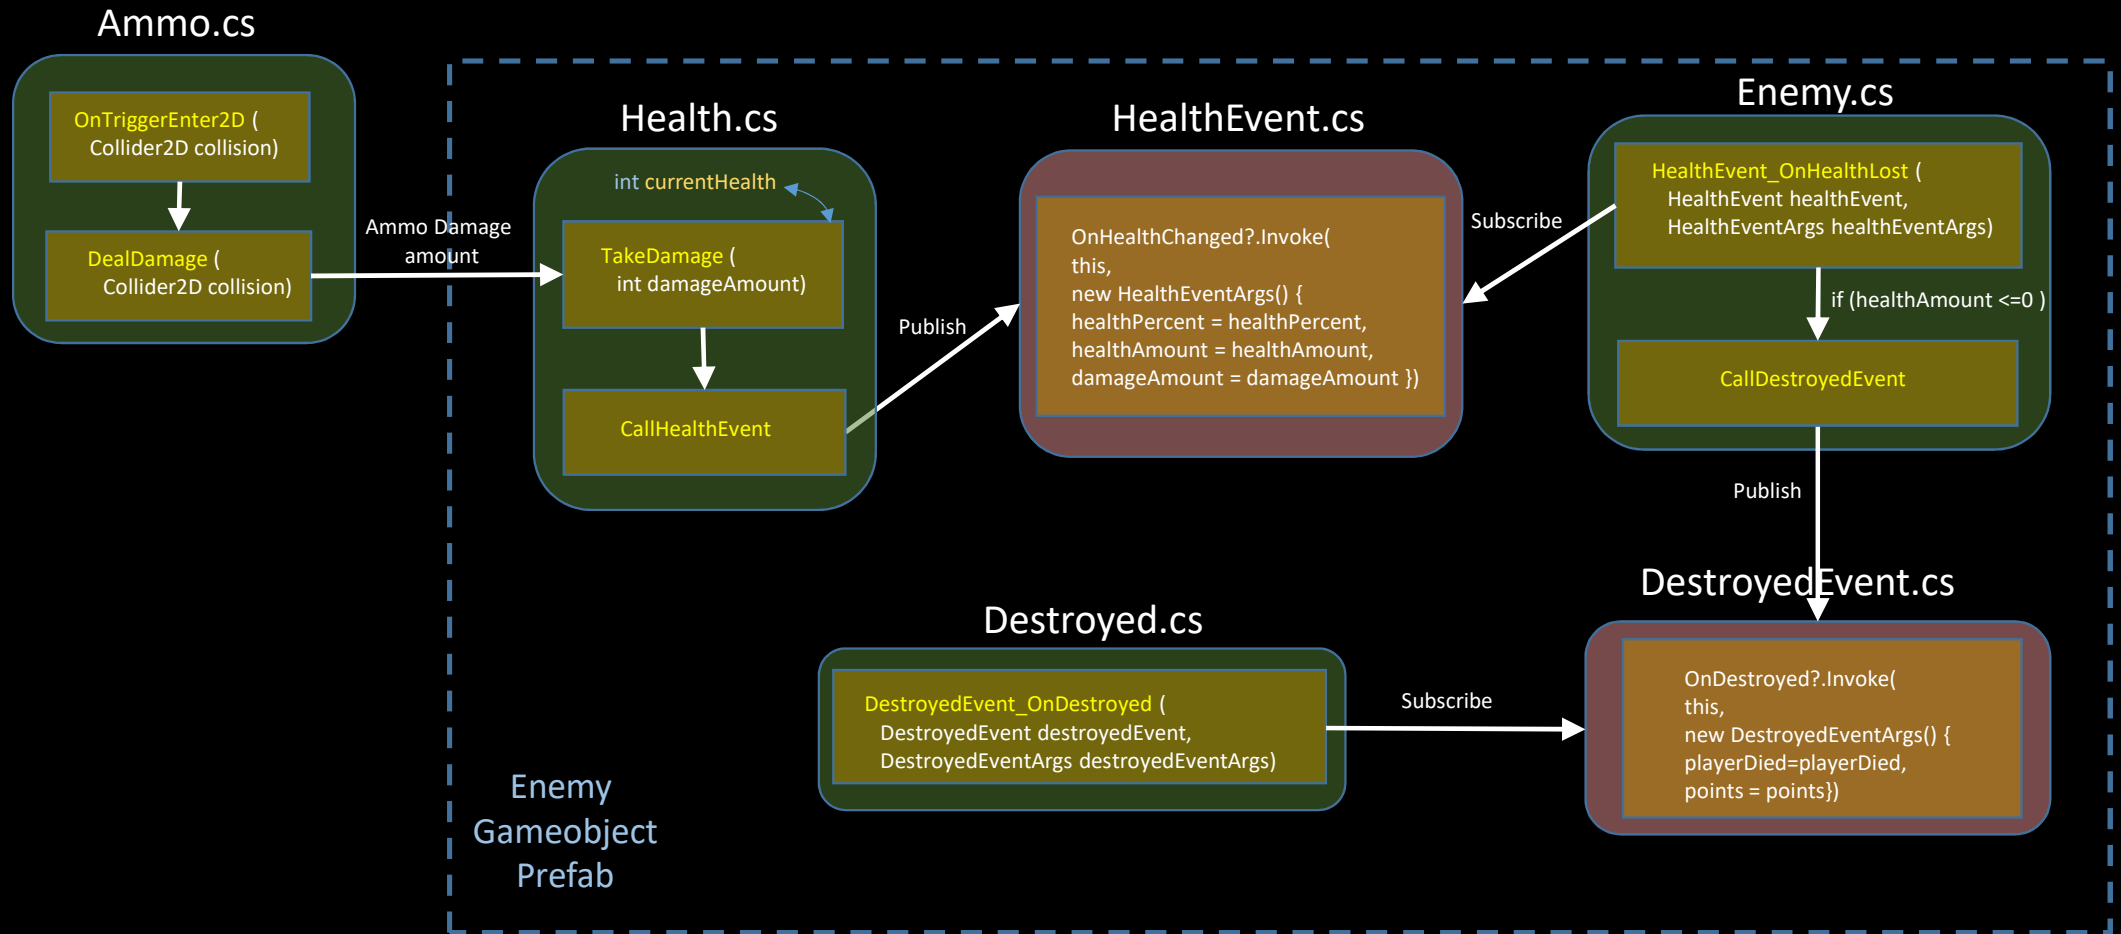 Ammo.cs
OnTriggerEnter2D (
Collider2D collision)
DealDamage (
Collider2D collision)
Ammo Damage
amount
Health.cs
int currentHealth
TakeDamage (
int damageAmount)
CallHealthEvent
Publish
HealthEvent.cs
OnHealthChanged?.Invoke(
this,
new HealthEventArgs() {
healthPercent = healthPercent,
healthAmount = healthAmount,
damageAmount = damageAmount })
Subscribe
Enemy.cs
HealthEvent_OnHealthLost (
HealthEvent healthEvent,
HealthEventArgs healthEventArgs)
if (healthAmount <=0 )
CallDestroyedEvent
Publish
DestroyedEvent.cs
OnDestroyed?.Invoke(
this,
new DestroyedEventArgs() {
playerDied=playerDied,
points = points})
Subscribe
Destroyed.cs
DestroyedEvent_OnDestroyed (
DestroyedEvent destroyedEvent,
DestroyedEventArgs destroyedEventArgs)
Enemy
Gameobject
Prefab